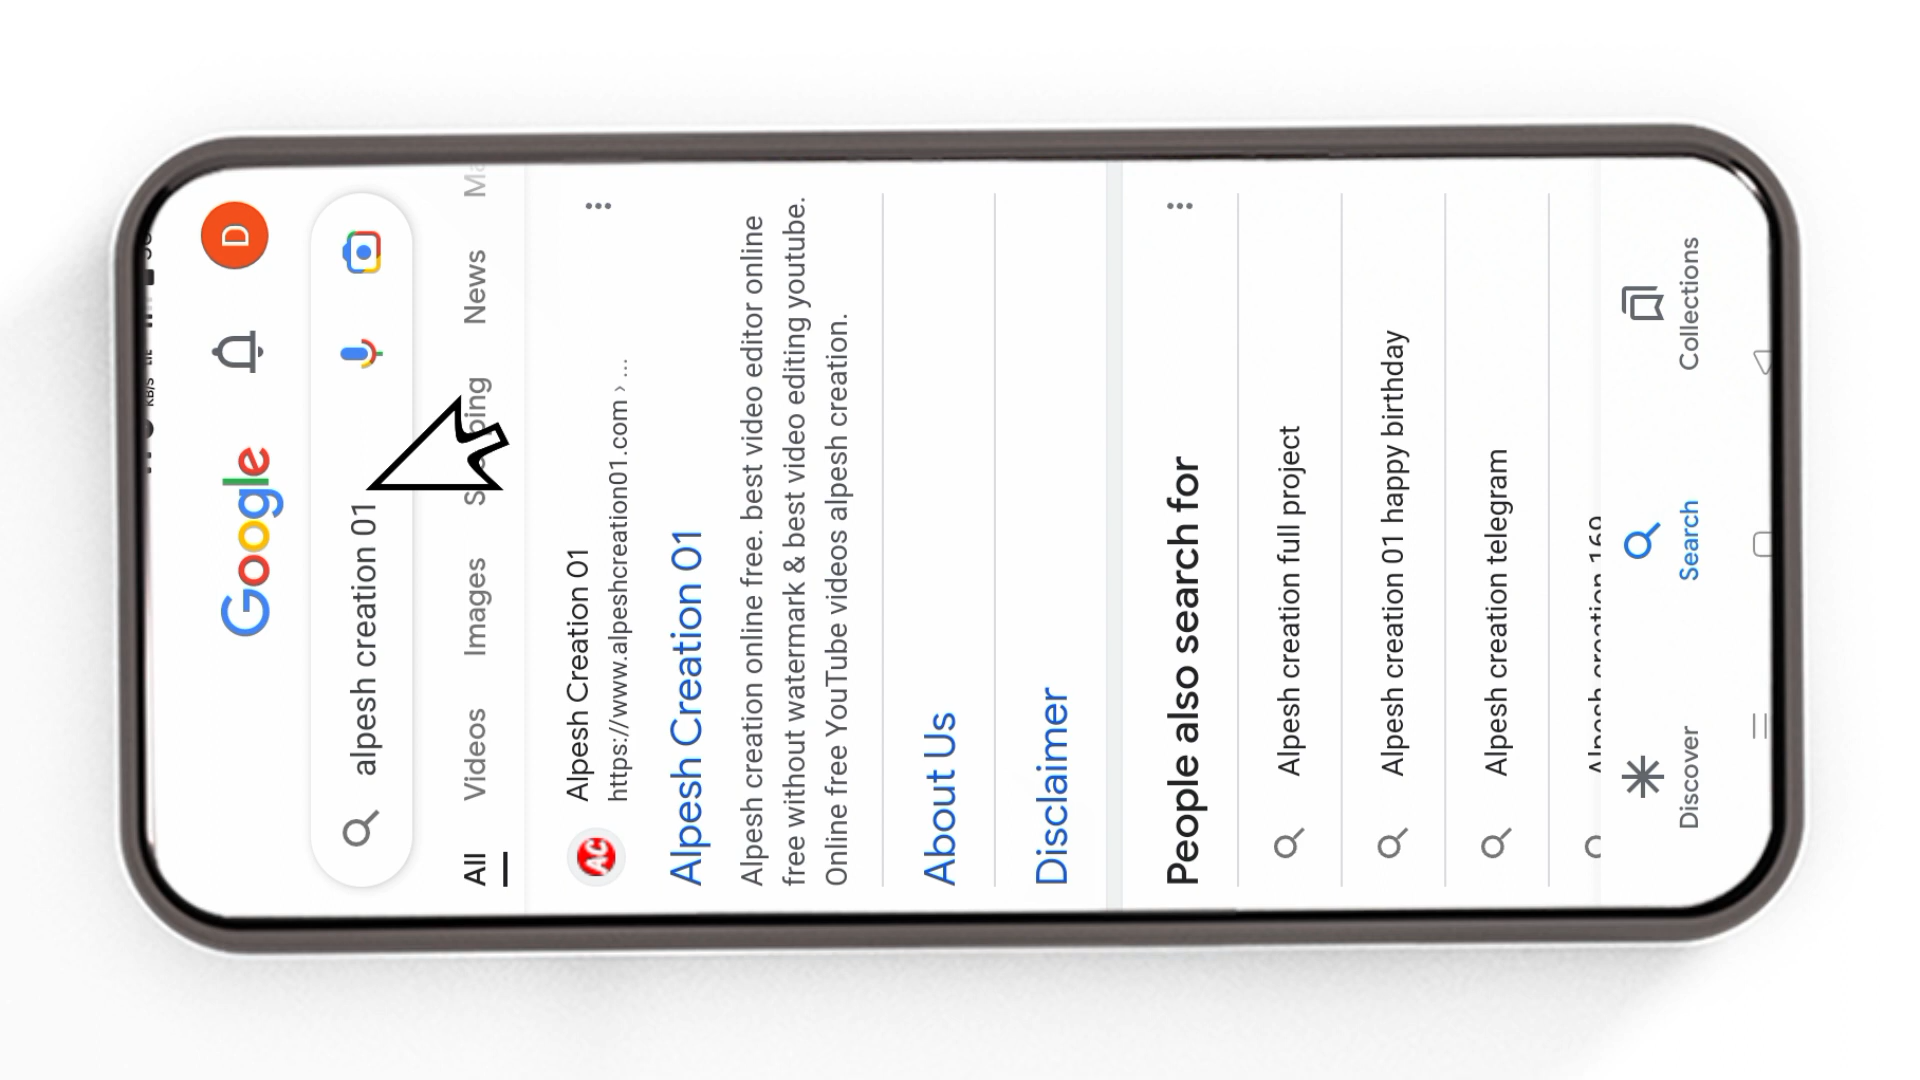 KB/S
Google
D
alpesh creation 01
All Videos Images News
Alpesh Creation 01
https://www.alpeshcreation01.com › ...
AC
Alpesh Creation 01
Alpesh creation online free. best video editor online
free without watermark & best video editing youtube.
Online free YouTube videos alpesh creation.
About Us
Disclaimer
People also search for
Alpesh creation full project
Alpesh creation 01 happy birthday
Alpesh creation telegram
Discover Search Collections